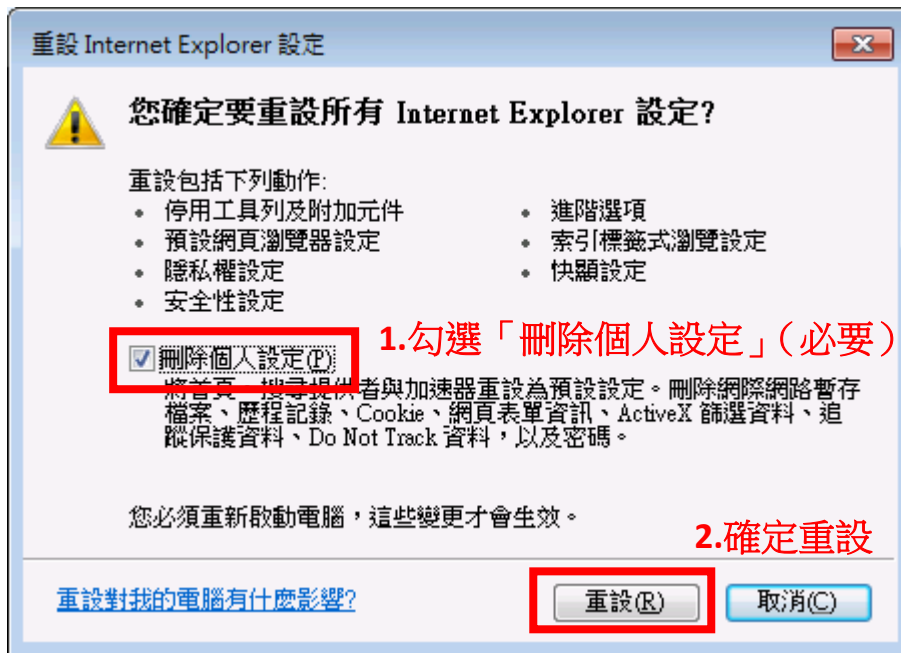 重設 Internet Explorer 設定
您確定要重設所有 Internet Explorer 設定?
重設包括下列動作:
• 停用工具列及附加元件
• 預設網頁瀏覽器設定
• 隱私權設定
• 安全性設定
• 進階選項
• 索引標籤式瀏覽設定
• 快顯設定
1.勾選「刪除個人設定」(必要)
刪除個人設定(P)
將首頁、搜尋提供者與加速器重設為預設設定。刪除網際網路暫存
檔案、歷程記錄、Cookie、網頁表單資訊、ActiveX 篩選資料、追
蹤保護資料、Do Not Track 資料，以及密碼。
您必須重新啟動電腦，這些變更才會生效。
2.確定重設
重設對我的電腦有什麼影響?
重設(R)
取消(C)